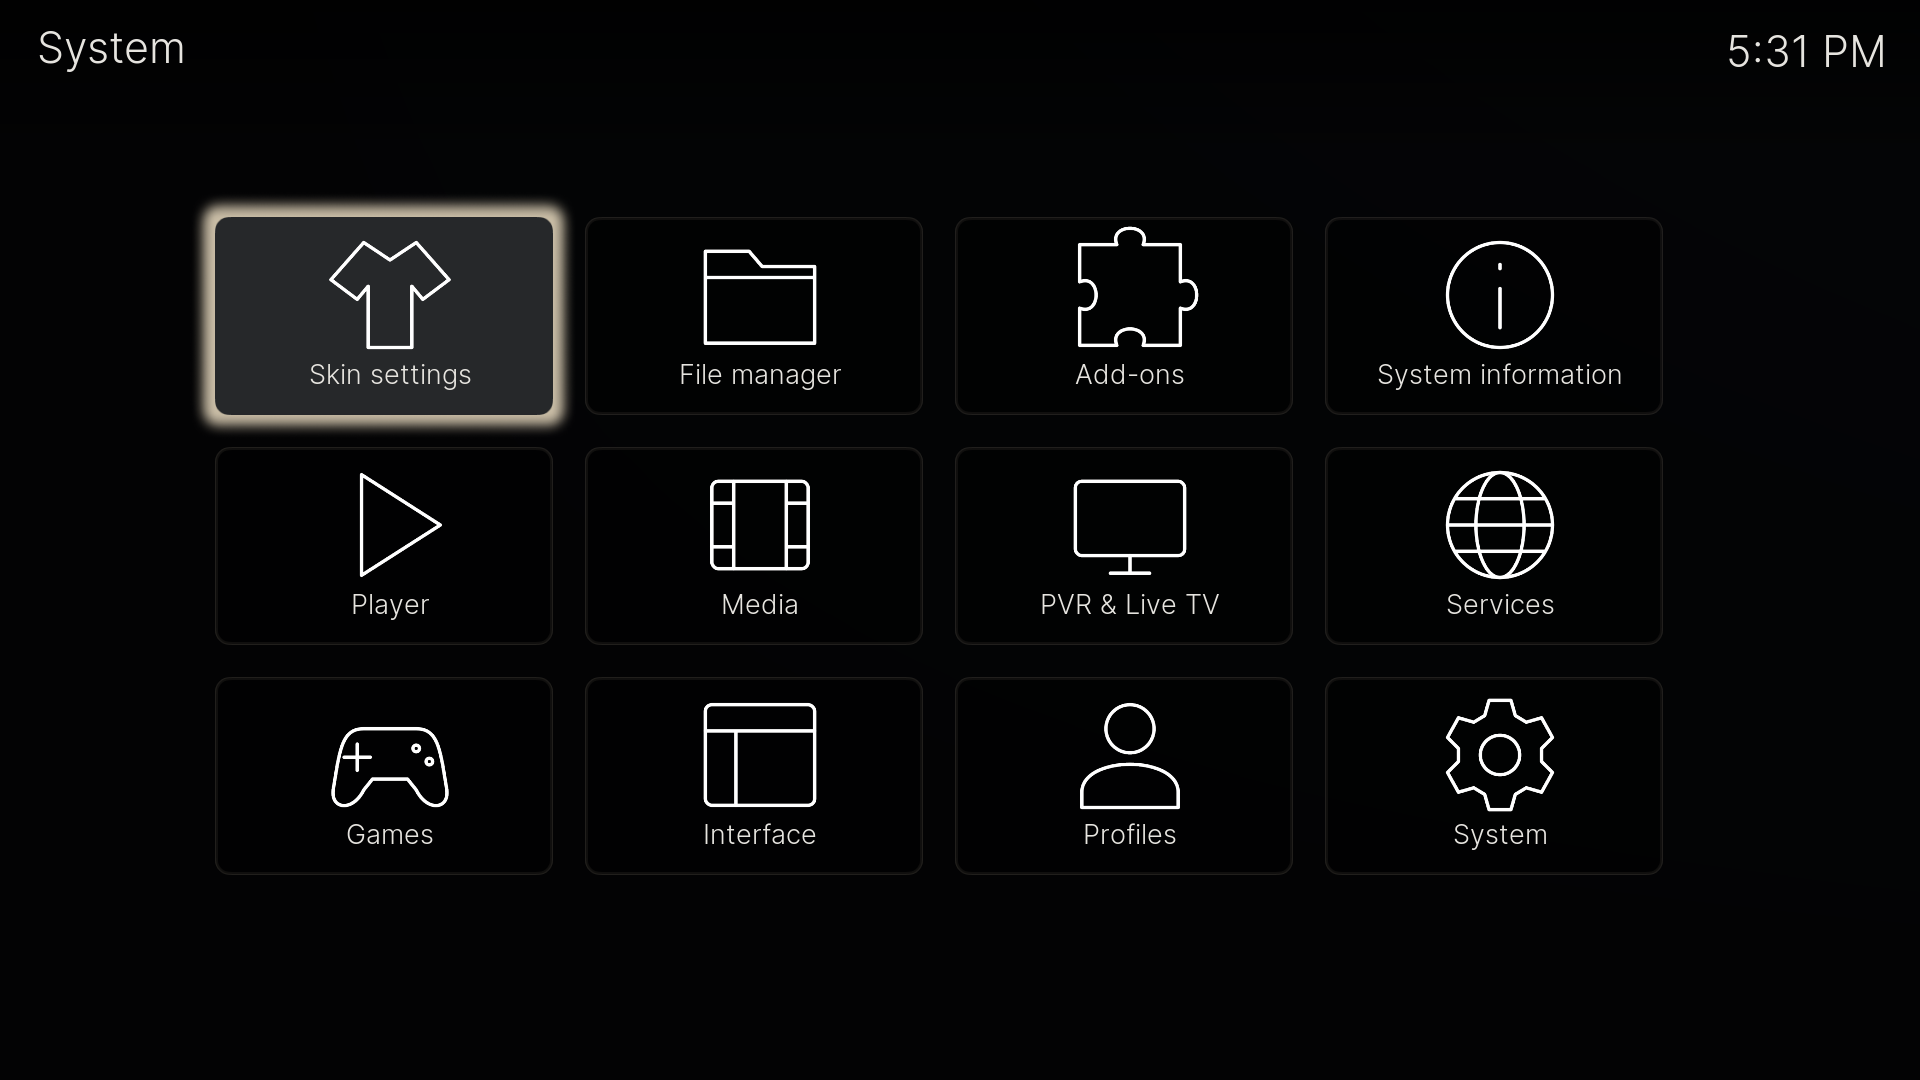 System
5:31 PM
Skin settings
File manager
Add-ons
System information
Player
Media
PVR & Live TV
Services
Games
Interface
Profiles
System